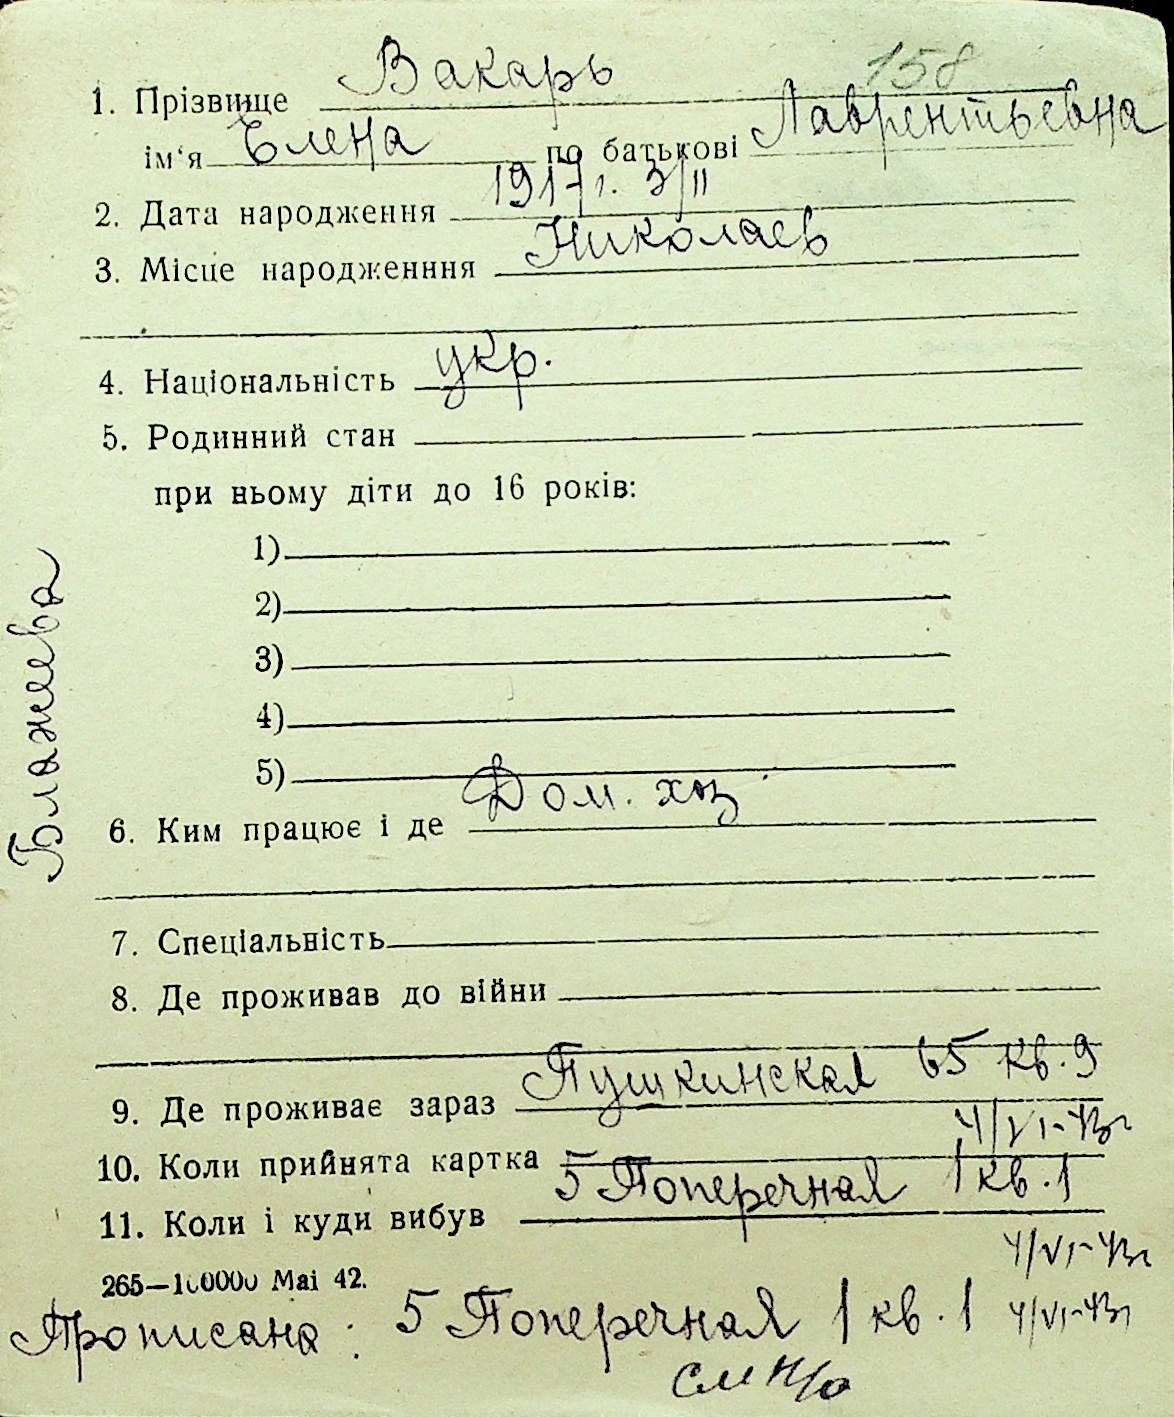 158
1. Прізвище Вакарь
ім‘я Елена по батькові Лаврентьевна
2. Дата народження 1917 г. 3/II
3. Місце народженння Николаев
4. Національність укр.
5. Родинний стан
при ньому діти до 16 років:
1)
2)
3)
4)
5)
6. Ким працює і де Дом. хоз
7. Спеціальність
8. Де проживав до війни
9. Де проживає зараз Пушкинская 65 кв. 9
10. Коли прийнята картка 4/VI-43г
11. Коли і куди вибув 5 Поперечная 1 кв. 1
4/VI-43г
265—100000 Mai 42.
Прописана: 5 Поперечная 1 кв. 1 4/VI-43г
см н/о
Блажеева